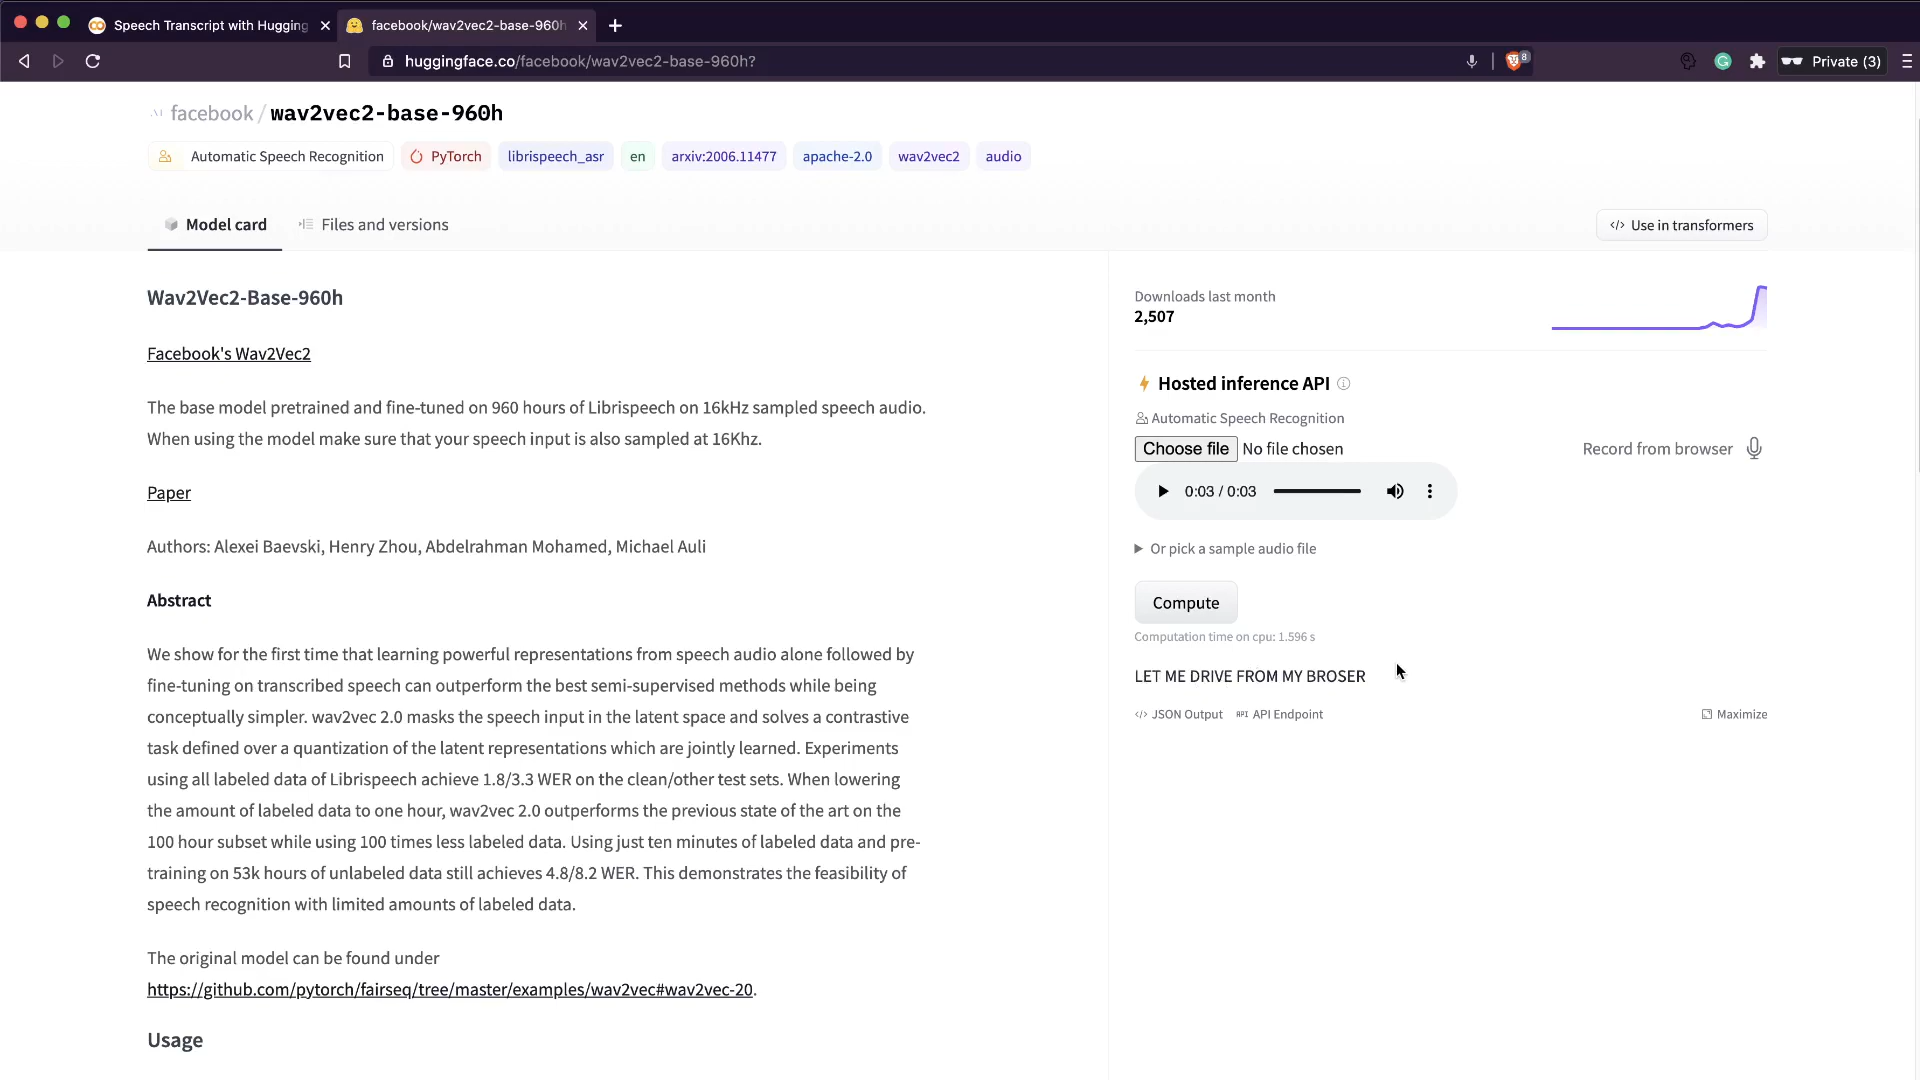 Speech Transcript with Hugging
facebook/wav2vec2-base-960h
huggingface.co/facebook/wav2vec2-base-960h?
8
Private (3)
facebook/wav2vec2-base-960h
Automatic Speech Recognition PyTorch librispeech_asr en arxiv:2006.11477 apache-2.0 wav2vec2 audio
Model card Files and versions
</> Use in transformers
Wav2Vec2-Base-960h
Facebook's Wav2Vec2
The base model pretrained and fine-tuned on 960 hours of Librispeech on 16kHz sampled speech audio.
When using the model make sure that your speech input is also sampled at 16Khz.
Paper
Authors: Alexei Baevski, Henry Zhou, Abdelrahman Mohamed, Michael Auli
Abstract
We show for the first time that learning powerful representations from speech audio alone followed by
fine-tuning on transcribed speech can outperform the best semi-supervised methods while being
conceptually simpler. wav2vec 2.0 masks the speech input in the latent space and solves a contrastive
task defined over a quantization of the latent representations which are jointly learned. Experiments
using all labeled data of Librispeech achieve 1.8/3.3 WER on the clean/other test sets. When lowering
the amount of labeled data to one hour, wav2vec 2.0 outperforms the previous state of the art on the
100 hour subset while using 100 times less labeled data. Using just ten minutes of labeled data and pre-
training on 53k hours of unlabeled data still achieves 4.8/8.2 WER. This demonstrates the feasibility of
speech recognition with limited amounts of labeled data.
The original model can be found under
https://github.com/pytorch/fairseq/tree/master/examples/wav2vec#wav2vec-20.
Usage
Downloads last month
2,507
Hosted inference API
Automatic Speech Recognition
Choose file No file chosen
Record from browser
0:03 / 0:03
Or pick a sample audio file
Compute
Computation time on cpu: 1.596 s
LET ME DRIVE FROM MY BROSER
</> JSON Output API API Endpoint
Maximize